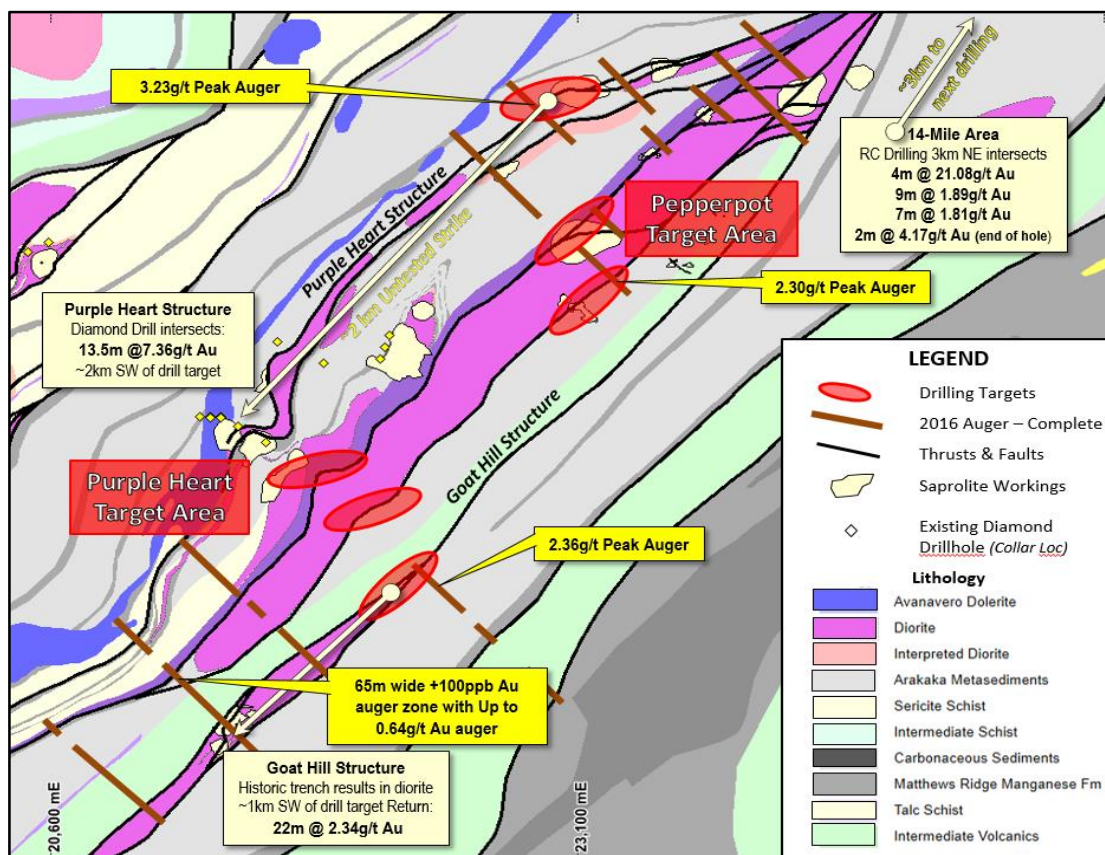 3.23g/t Peak Auger
~3km to
next drilling
14-Mile Area
RC Drilling 3km NE intersects
4m @ 21.08g/t Au
9m @ 1.89g/t Au
7m @ 1.81g/t Au
2m @ 4.17g/t Au (end of hole)
Purple Heart Structure
Pepperpot
Target Area
~2 km Untested Strike
2.30g/t Peak Auger
Purple Heart Structure
Diamond Drill intersects:
13.5m @7.36g/t Au
~2km SW of drill target
Purple Heart
Target Area
Goat Hill Structure
2.36g/t Peak Auger
65m wide +100ppb Au
auger zone with Up to
0.64g/t Au auger
Goat Hill Structure
Historic trench results in diorite
~1km SW of drill target Return:
22m @ 2.34g/t Au
20,600 mE
23,100 mE
LEGEND
Drilling Targets
2016 Auger – Complete
Thrusts & Faults
Saprolite Workings
Existing Diamond
Drillhole (Collar Loc)
Lithology
Avanavero Dolerite
Diorite
Interpreted Diorite
Arakaka Metasediments
Sericite Schist
Intermediate Schist
Carbonaceous Sediments
Matthews Ridge Manganese Fm
Talc Schist
Intermediate Volcanics